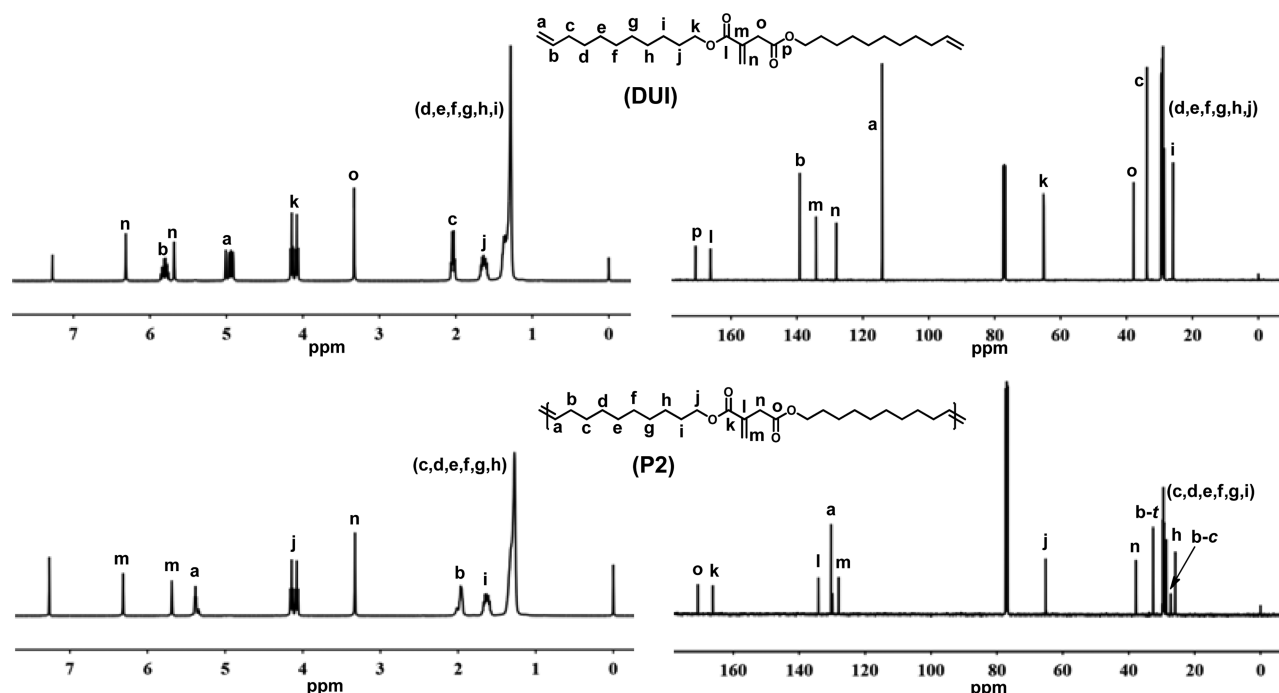 a c e g i k O m o O
b d f h j O l n O p
(DUI)
(d,e,f,g,h,i)
n b n a k o c j
7 6 5 4 3 2 1 0
ppm
p l b m n a k o c (d,e,f,g,h,j) i
160 140 120 100 80 60 40 20 0
ppm
b d f h j O l n o O
a c e g i O k m O
(P2)
(c,d,e,f,g,h)
m m a j n b i
7 6 5 4 3 2 1 0
ppm
o k l a m j n b-t (c,d,e,f,g,i) h b-c
160 140 120 100 80 60 40 20 0
ppm